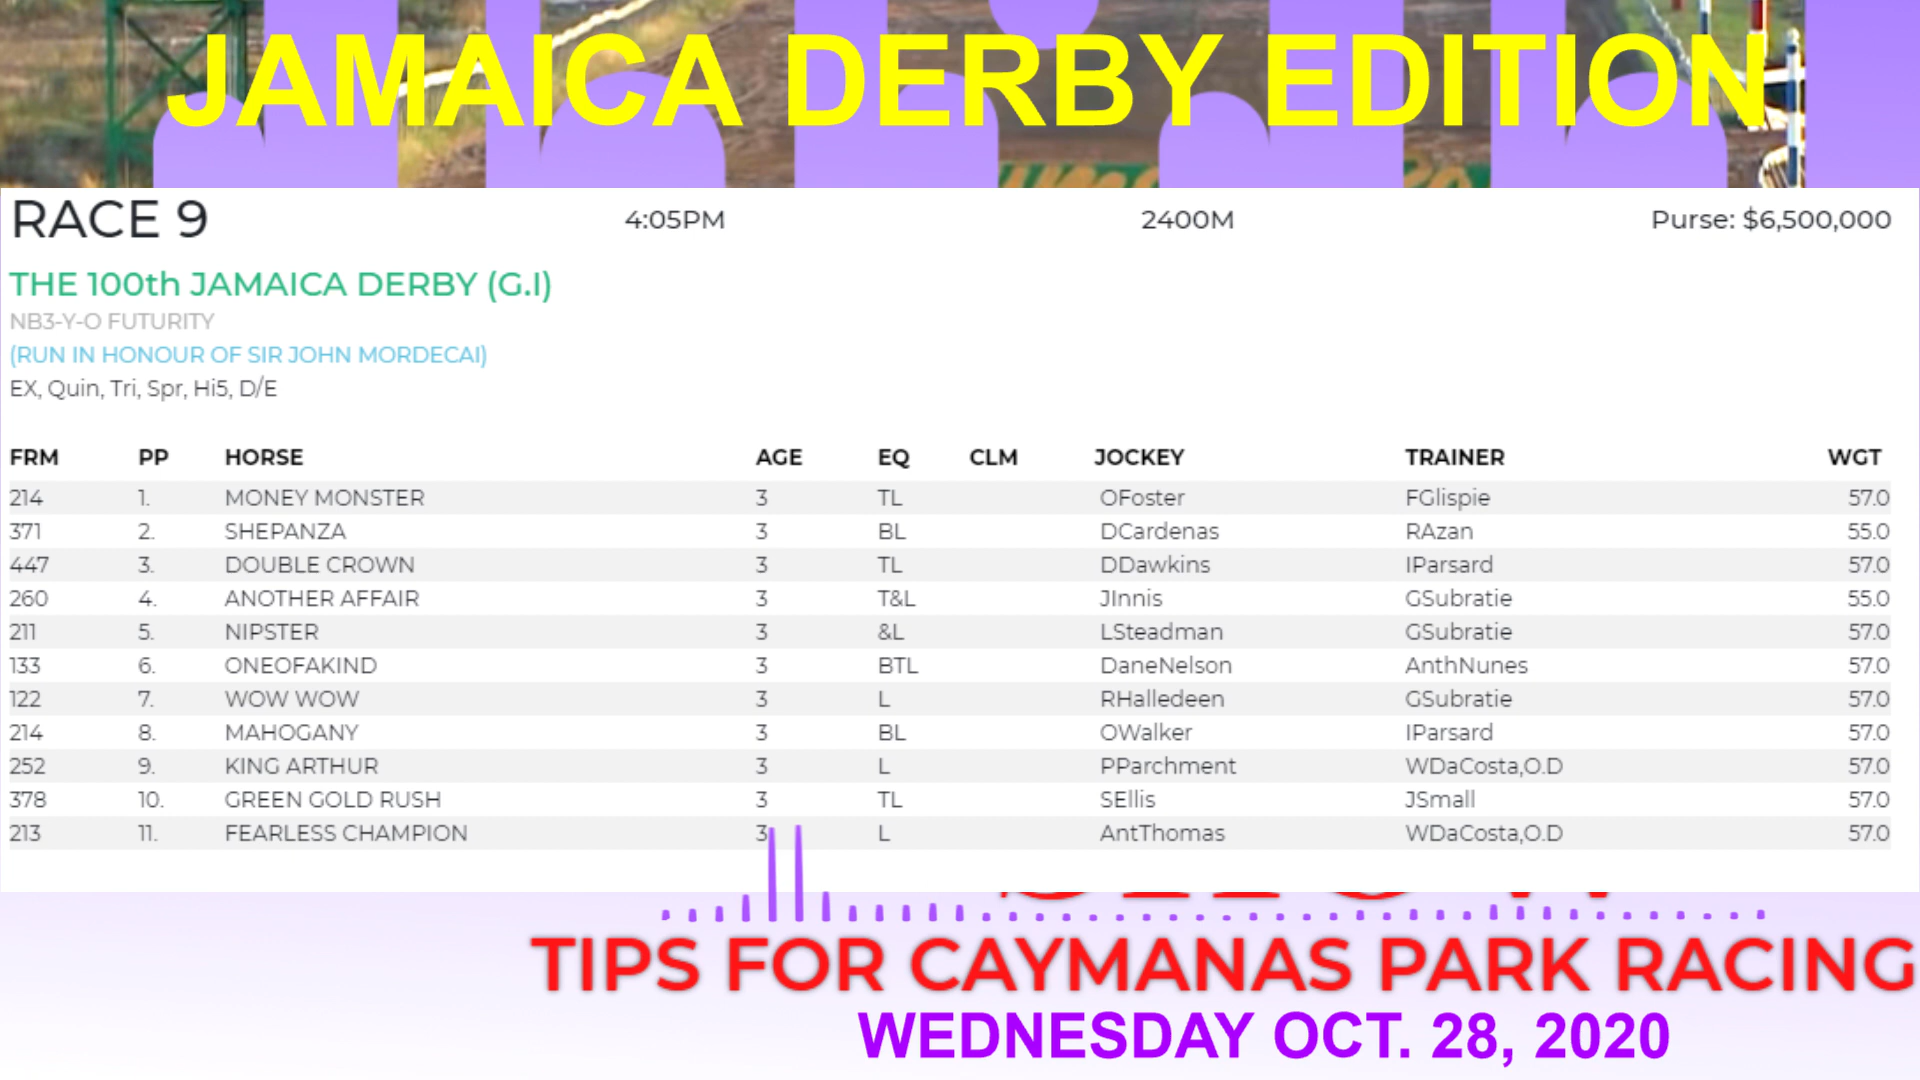 JAMAICA DERBY EDITION
RACE 9 4:05PM 2400M Purse: $6,500,000
THE 100th JAMAICA DERBY (G.I)
NB3-Y-O FUTURITY
(RUN IN HONOUR OF SIR JOHN MORDECAI)
EX, Quin, Tri, Spr, Hi5, D/E
FRM PP HORSE AGE EQ CLM JOCKEY TRAINER WGT
214 1. MONEY MONSTER 3 TL OFoster FGlispie 57.0
371 2. SHEPANZA 3 BL DCardenas RAzan 55.0
447 3. DOUBLE CROWN 3 TL DDawkins IParsard 57.0
260 4. ANOTHER AFFAIR 3 T&L JInnis GSubratie 55.0
211 5. NIPSTER 3 &L LSteadman GSubratie 57.0
133 6. ONEOFAKIND 3 BTL DaneNelson AnthNunes 57.0
122 7. WOW WOW 3 L RHalledeen GSubratie 57.0
214 8. MAHOGANY 3 BL OWalker IParsard 57.0
252 9. KING ARTHUR 3 L PParchment WDaCosta,O.D 57.0
378 10. GREEN GOLD RUSH 3 TL SEllis JSmall 57.0
213 11. FEARLESS CHAMPION 3 L AntThomas WDaCosta,O.D 57.0
TIPS FOR CAYMANAS PARK RACING
WEDNESDAY OCT. 28, 2020